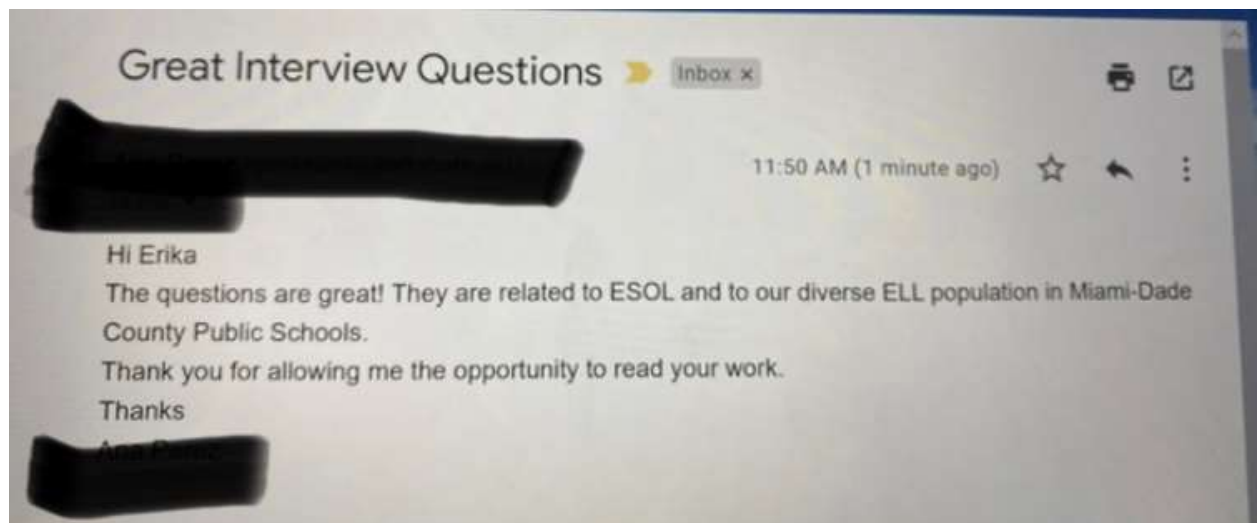 Great Interview Questions Inbox ×
11:50 AM (1 minute ago)
Hi Erika
The questions are great! They are related to ESOL and to our diverse ELL population in Miami-Dade
County Public Schools.
Thank you for allowing me the opportunity to read your work.
Thanks